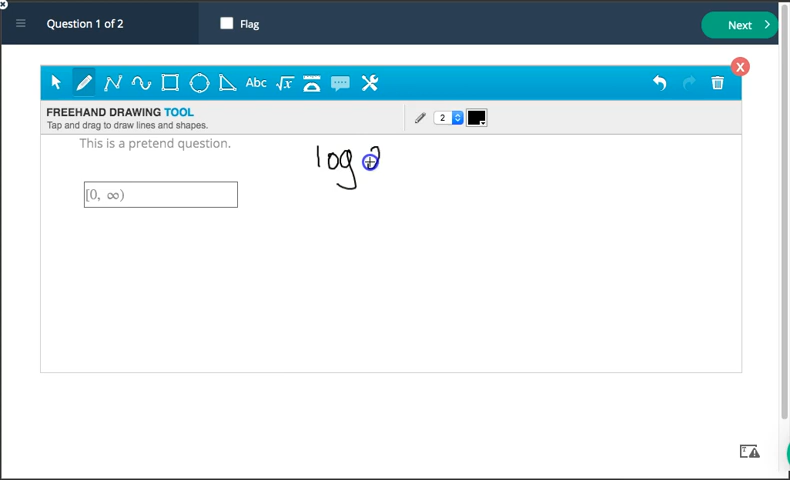 Question 1 of 2
Flag
Next
Abc
√x
FREEHAND DRAWING TOOL
Tap and drag to draw lines and shapes.
2
This is a pretend question.
log 2
[0, ∞)